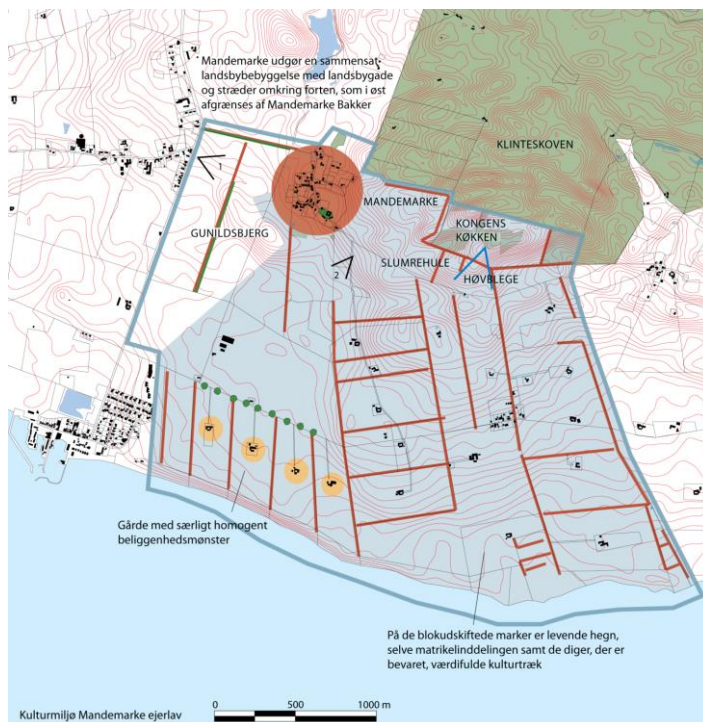 Mandemarke udgør en sammensat
landsbybebyggelse med landsbygade
og stræder omkring forten, som i øst
afgrænses af Mandemarke Bakker
KLINTESKOVEN
1
MANDEMARKE
KONGENS
KØKKEN
GUNILDSBJERG
SLUMREHULE
2
HØVBLEGE
Gårde med særligt homogent
beliggenhedsmønster
På de blokudskiftede marker er levende hegn,
selve matrikelinddelingen samt de diger, der er
bevaret, værdifulde kulturtræk
Kulturmiljø Mandemarke ejerlav
0 500 1000 m